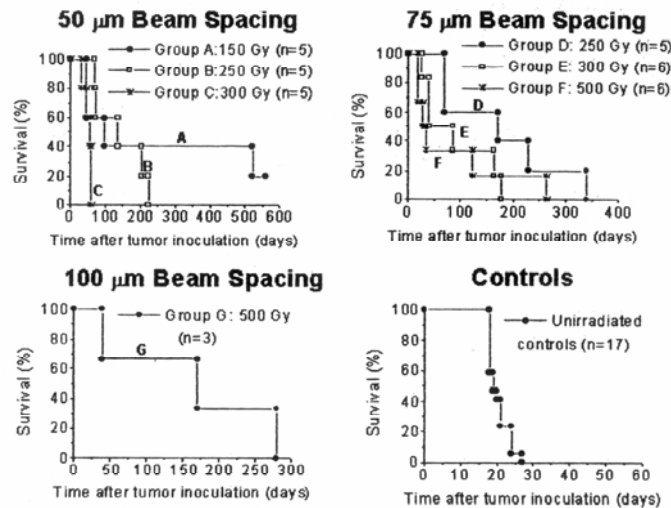 50 μm Beam Spacing
Group A:150 Gy (n=5)
Group B:250 Gy (n=5)
Group C:300 Gy (n=5)
Survival (%)
100
80
60
40
20
0
A
B
C
0 100 200 300 400 500 600
Time after tumor inoculation (days)
75 μm Beam Spacing
Group D: 250 Gy (n=5)
Group E: 300 Gy (n=6)
Group F: 500 Gy (n=6)
Survival (%)
100
80
60
40
20
0
D
E
F
0 100 200 300 400
Time after tumor inoculation (days)
100 μm Beam Spacing
Group G: 500 Gy
(n=3)
Survival (%)
100
80
60
40
20
0
G
0 50 100 150 200 250 300
Time after tumor inoculation (days)
Controls
Unirradiated
controls (n=17)
Survival (%)
100
80
60
40
20
0
0 20 40 60
Time after tumor inoculation (days)